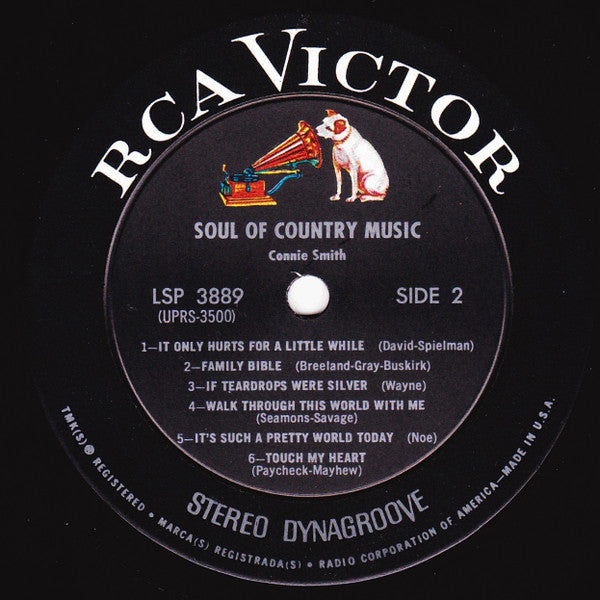 RCA VICTOR
SOUL OF COUNTRY MUSIC
Connie Smith
LSP 3889 SIDE 2
(UPRS-3500)
1—IT ONLY HURTS FOR A LITTLE WHILE (David-Spielman)
2—FAMILY BIBLE (Breeland-Gray-Buskirk)
3—IF TEARDROPS WERE SILVER (Wayne)
4—WALK THROUGH THIS WORLD WITH ME
(Seamons-Savage)
5—IT'S SUCH A PRETTY WORLD TODAY (Noe)
6—TOUCH MY HEART
(Paycheck-Mayhew)
STEREO DYNAGROOVE
TMK(S) ® REGISTERED • MARCA(S) REGISTRADA(S) • RADIO CORPORATION OF AMERICA—MADE IN U.S.A.